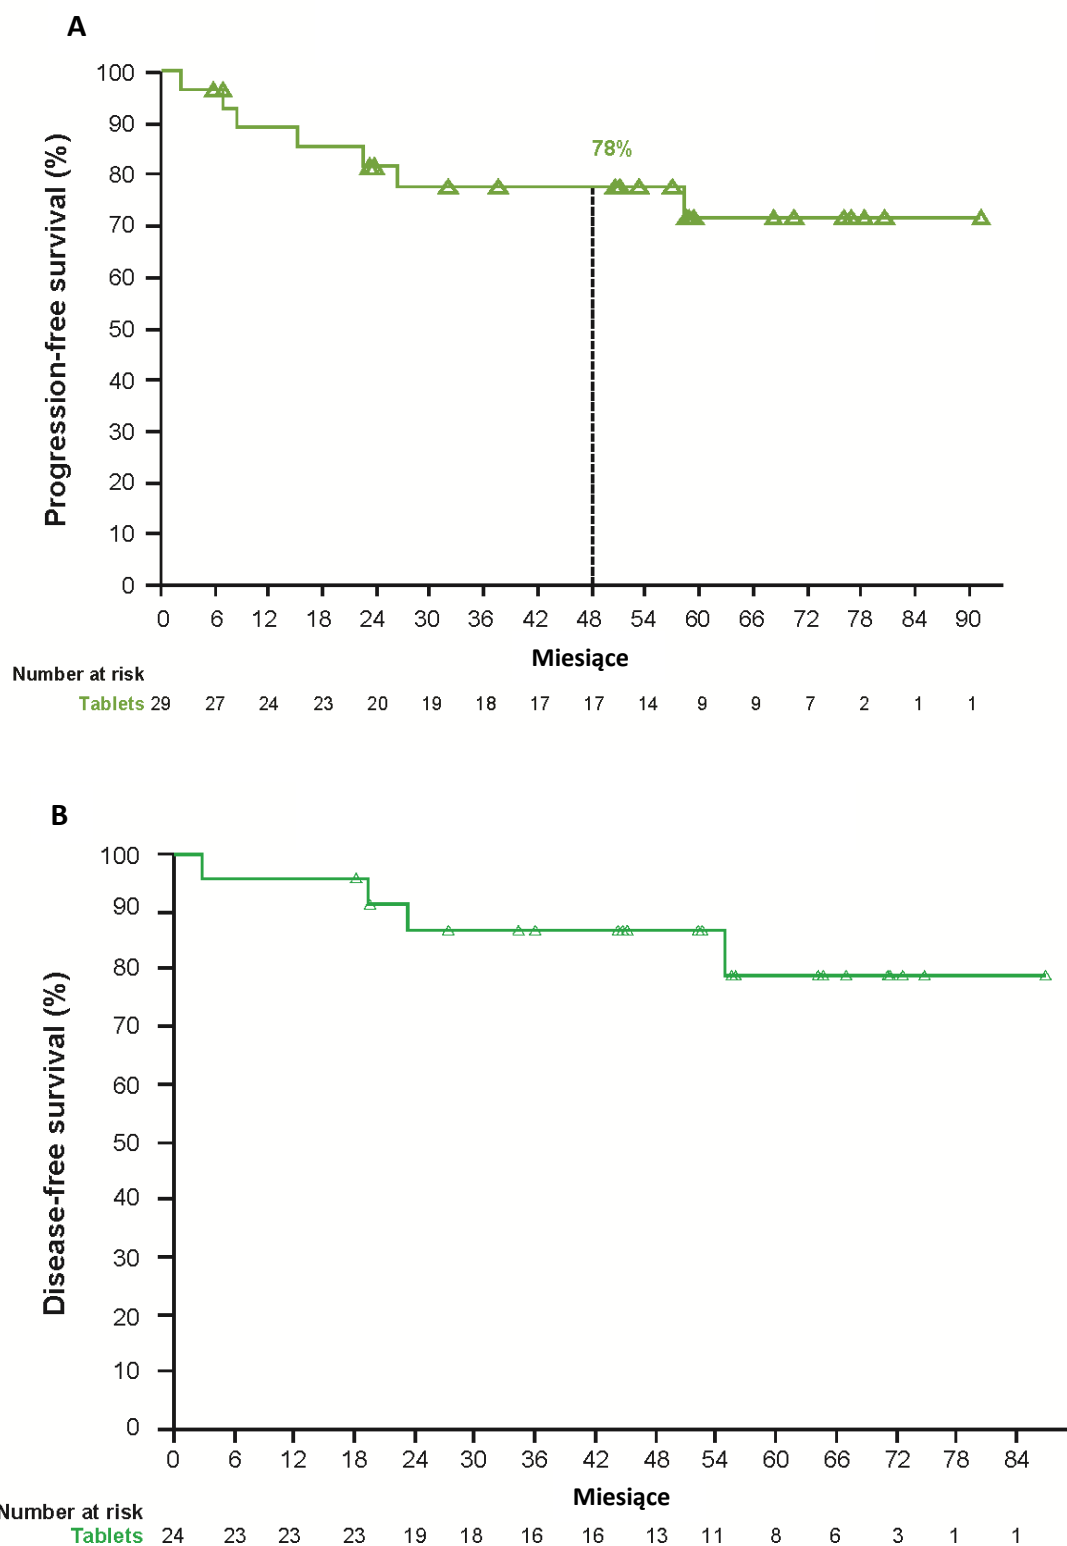 A
Progression-free survival (%)
100
90
80
70
60
50
40
30
20
10
0
78%
0 6 12 18 24 30 36 42 48 54 60 66 72 78 84 90
Miesiące
Number at risk
Tablets 29 27 24 23 20 19 18 17 17 14 9 9 7 2 1 1
B
Disease-free survival (%)
100
90
80
70
60
50
40
30
20
10
0
0 6 12 18 24 30 36 42 48 54 60 66 72 78 84
Miesiące
Number at risk
Tablets 24 23 23 23 19 18 16 16 13 11 8 6 3 1 1